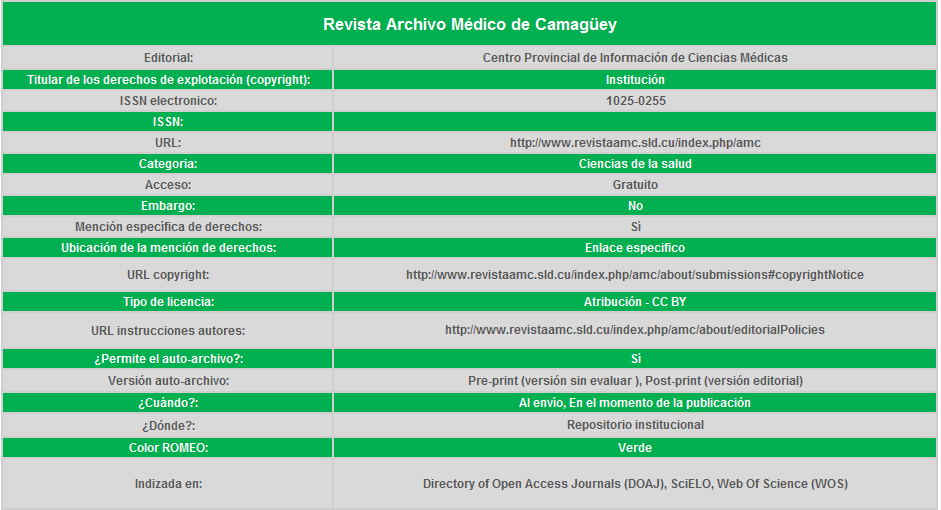 Revista Archivo Médico de Camagüey
Editorial: Centro Provincial de Información de Ciencias Médicas
Titular de los derechos de explotación (copyright): Institución
ISSN electronico: 1025-0255
ISSN:
URL: http://www.revistaamc.sld.cu/index.php/amc
Categoria: Ciencias de la salud
Acceso: Gratuito
Embargo: No
Mención especifica de derechos: Sí
Ubicación de la mención de derechos: Enlace especifico
URL copyright: http://www.revistaamc.sld.cu/index.php/amc/about/submissions#copyrightNotice
Tipo de licencia: Atribución - CC BY
URL instrucciones autores: http://www.revistaamc.sld.cu/index.php/amc/about/editorialPolicies
¿Permite el auto-archivo?: Sí
Versión auto-archivo: Pre-print (versión sin evaluar ), Post-print (versión editorial)
¿Cuándo?: Al envío, En el momento de la publicación
¿Dónde?: Repositorio institucional
Color ROMEO: Verde
Indizada en: Directory of Open Access Journals (DOAJ), SciELO, Web Of Science (WOS)